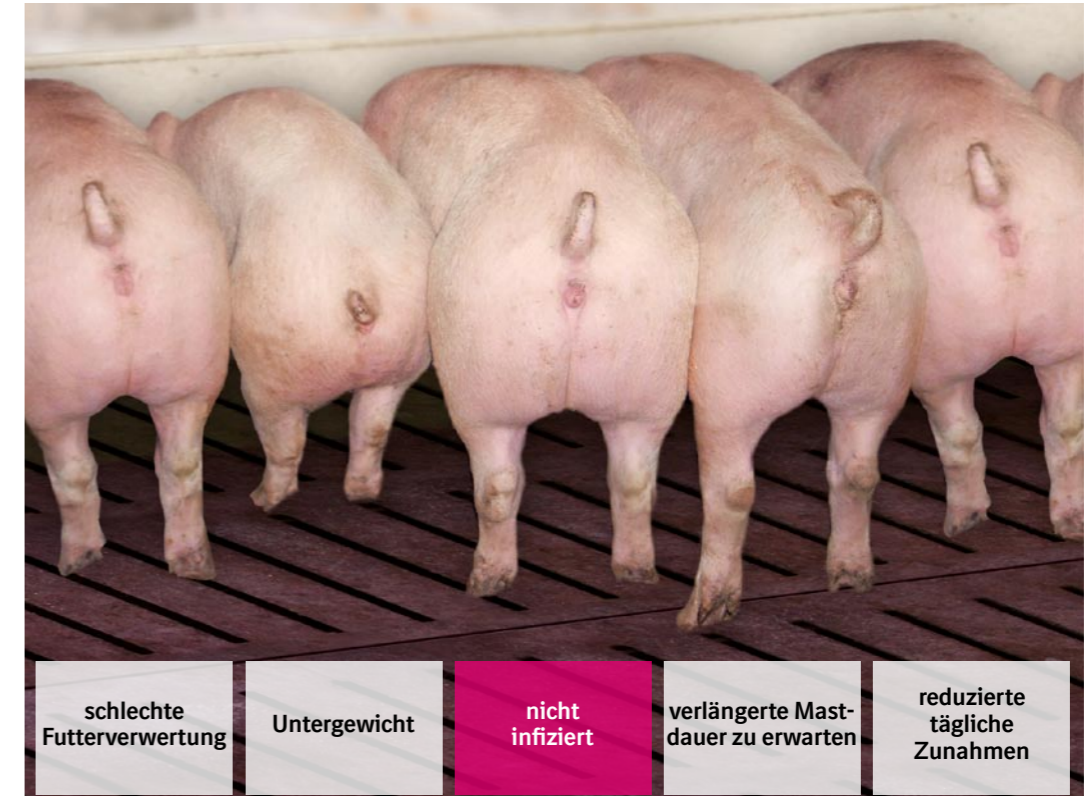 schlechte
Futterverwertung
Untergewicht
nicht
infiziert
verlängerte Mast-
dauer zu erwarten
reduzierte
tägliche
Zunahmen